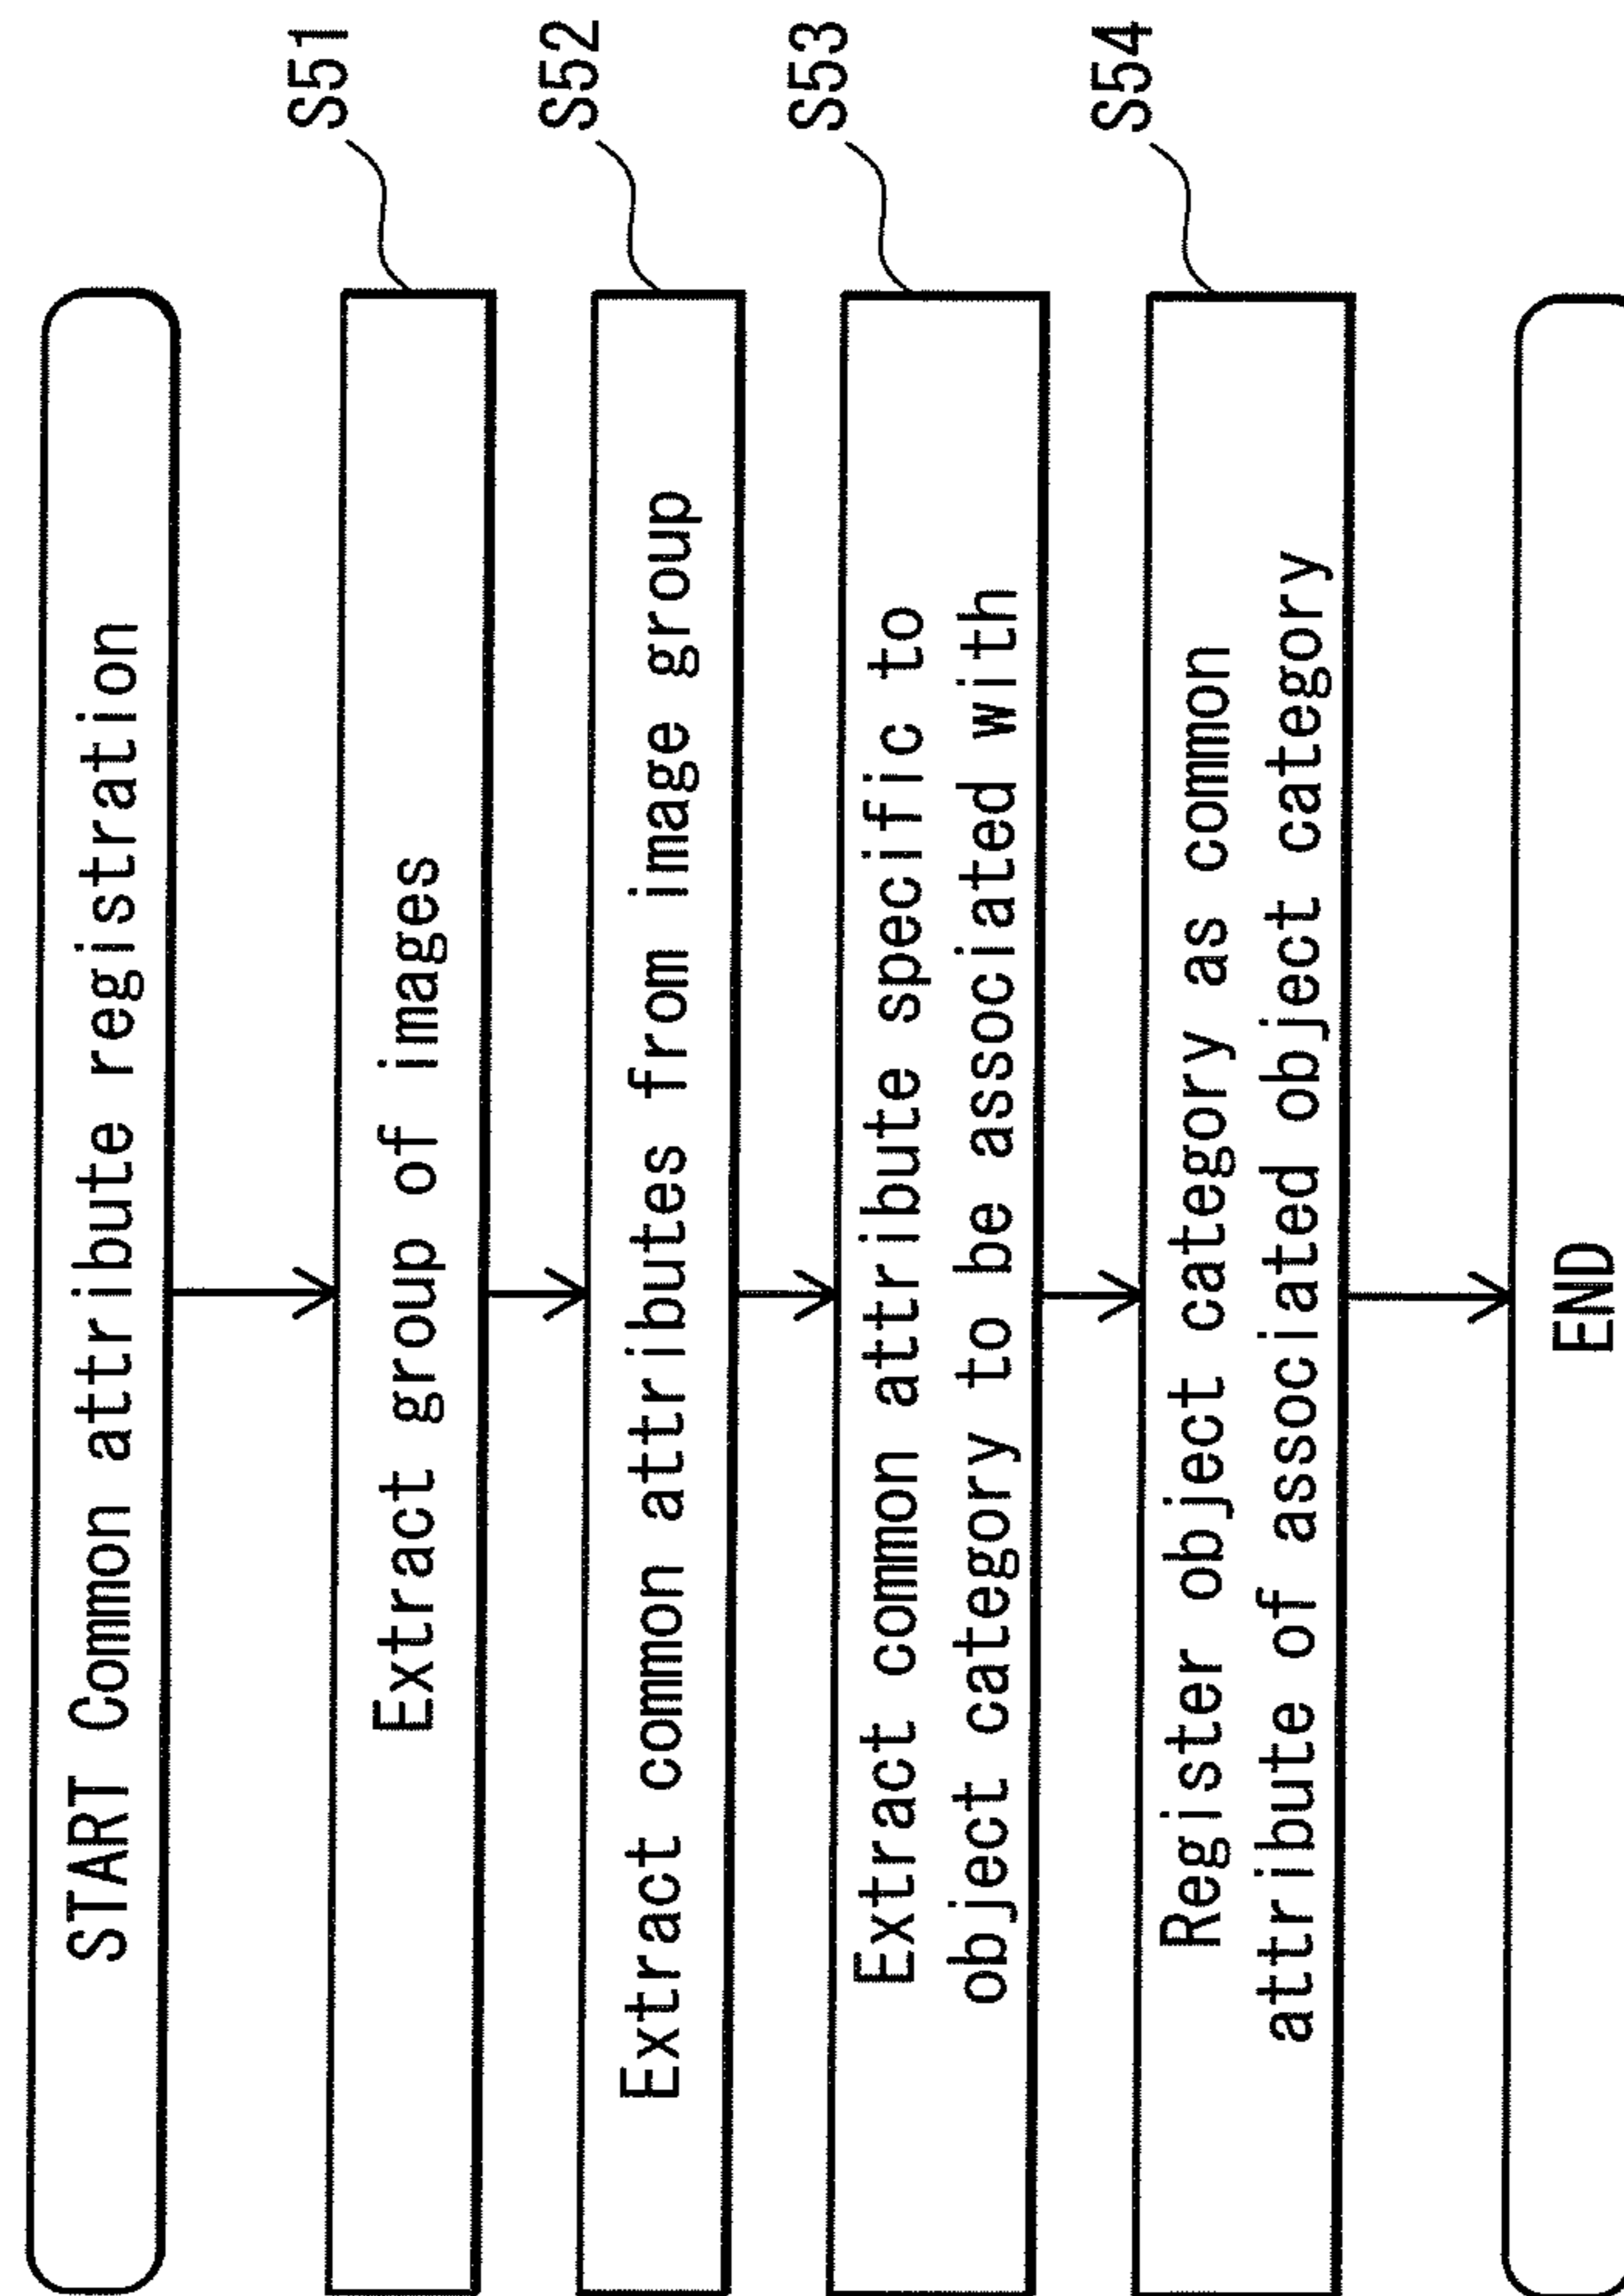 START Common attribute registration
S51
Extract group of images
S52
Extract common attributes from image group
S53
Extract common attribute specific to
object category to be associated with
S54
Register object category as common
attribute of associated object category
END